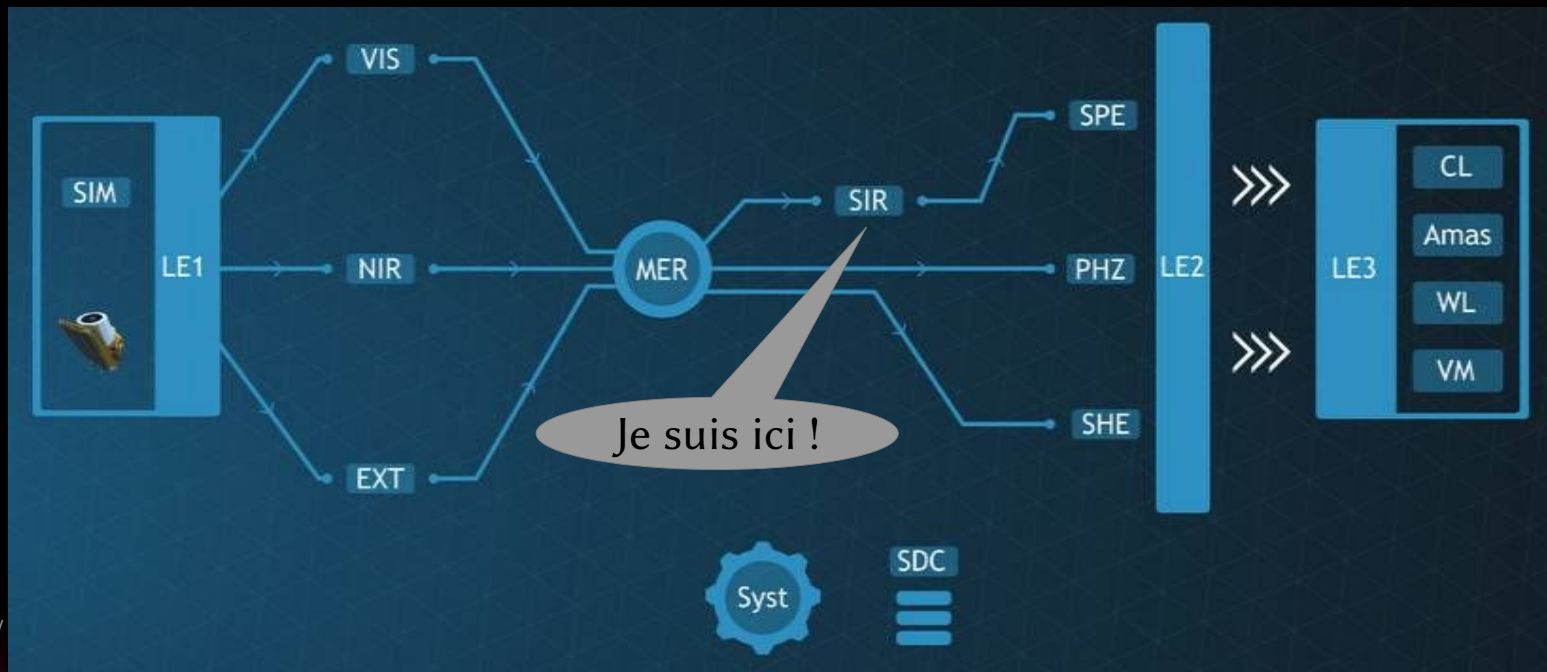 VIS
SPE
SIM
CL
SIR
Amas
LE1
NIR
MER
PHZ
LE2
LE3
WL
VM
Je suis ici !
SHE
EXT
SDC
Syst